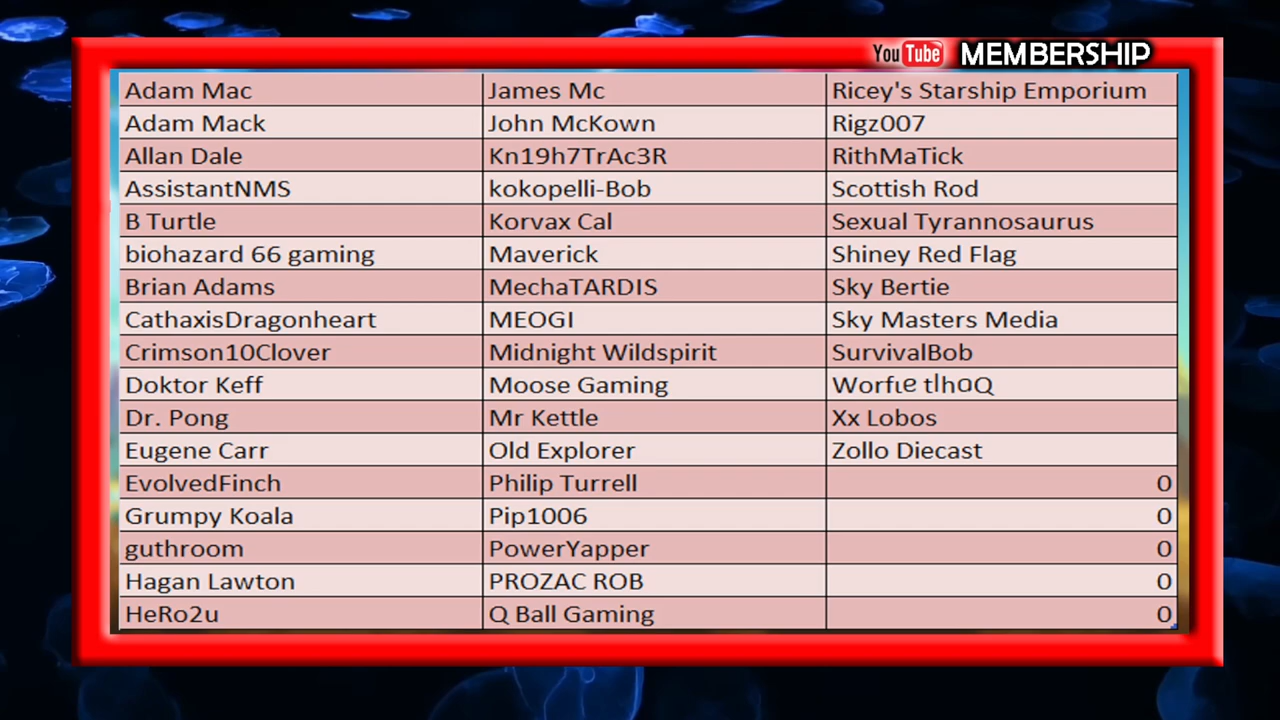 YouTube MEMBERSHIP
Adam Mac James Mc Ricey's Starship Emporium
Adam Mack John McKown Rigz007
Allan Dale Kn19h7TrAc3R RithMaTick
AssistantNMS kokopelli-Bob Scottish Rod
B Turtle Korvax Cal Sexual Tyrannosaurus
biohazard 66 gaming Maverick Shiney Red Flag
Brian Adams MechaTARDIS Sky Bertie
CathaxisDragonheart MEOGI Sky Masters Media
Crimson10Clover Midnight Wildspirit SurvivalBob
Doktor Keff Moose Gaming Worfιҽ tlhɑQ
Dr. Pong Mr Kettle Xx Lobos
Eugene Carr Old Explorer Zollo Diecast
EvolvedFinch Philip Turrell 0
Grumpy Koala Pip1006 0
guthroom PowerYapper 0
Hagan Lawton PROZAC ROB 0
HeRo2u Q Ball Gaming 0